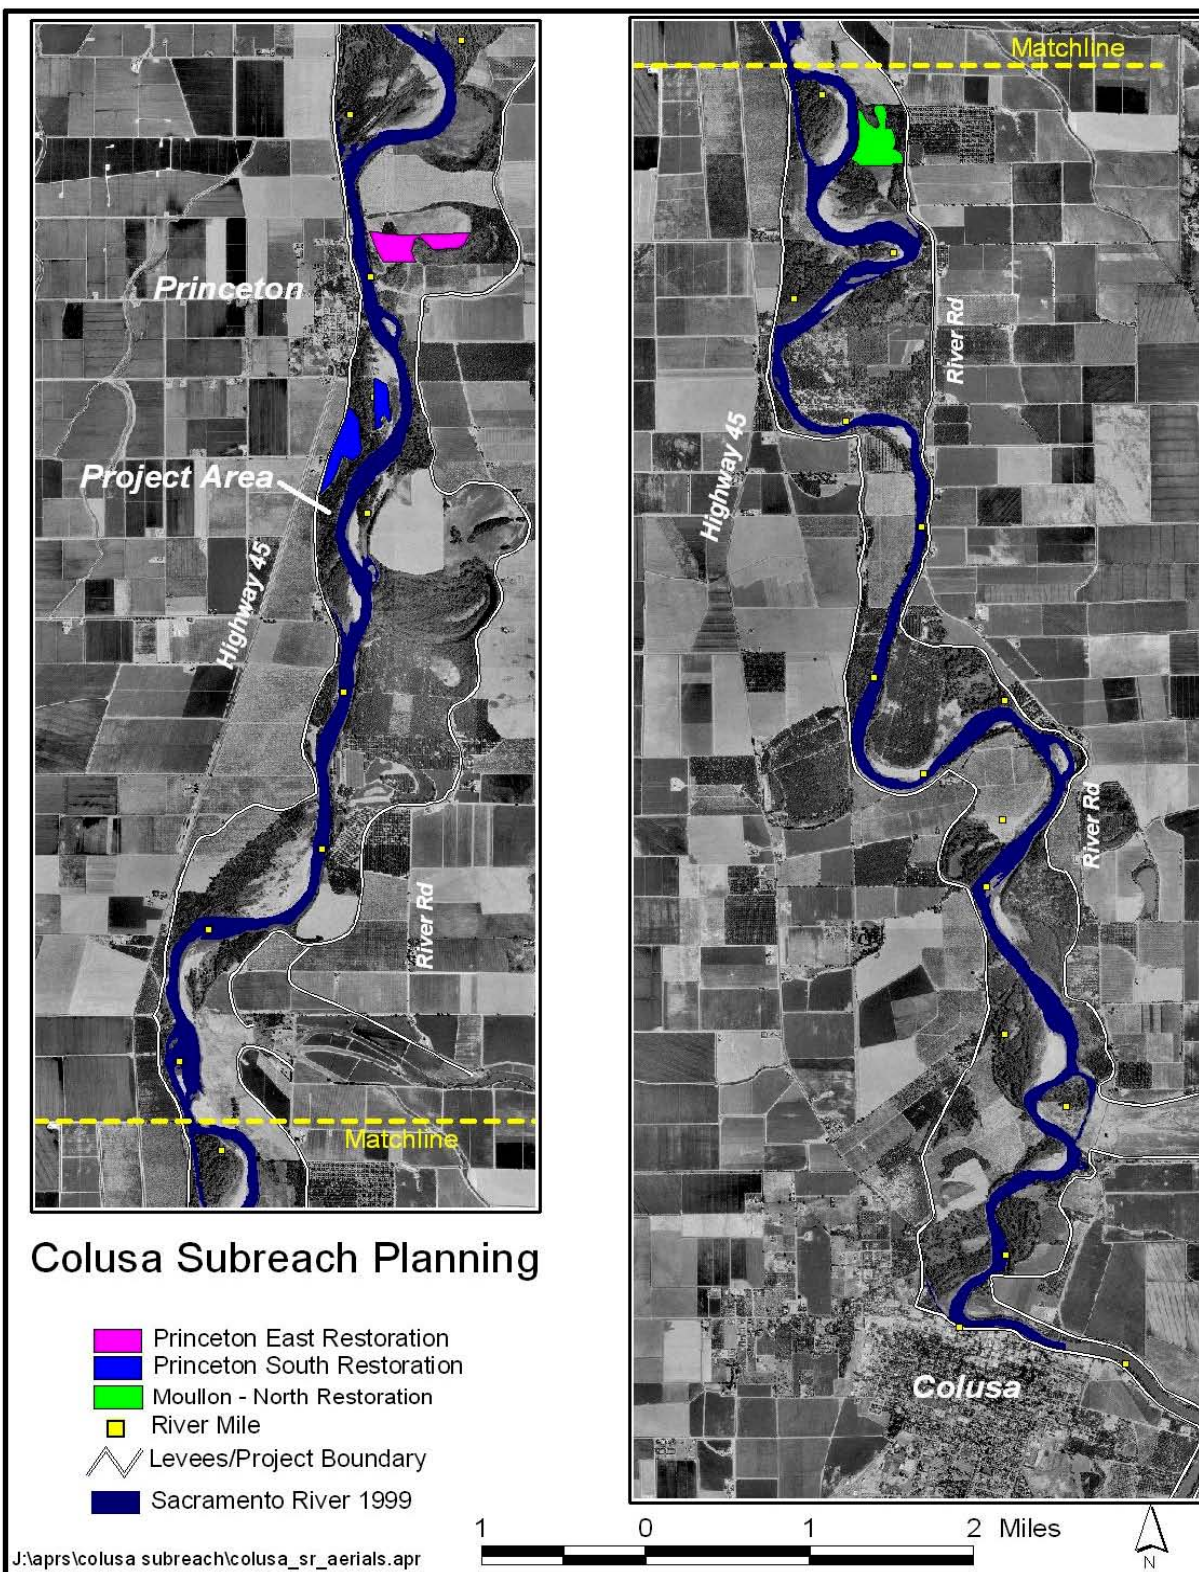 Princeton
Project Area
Highway 45
River Rd
Matchline
Matchline
River Rd
Highway 45
River Rd
Colusa
Colusa Subreach Planning
Princeton East Restoration
Princeton South Restoration
Moullon - North Restoration
River Mile
Levees/Project Boundary
Sacramento River 1999
1 0 1 2 Miles
N
J:\aprs\colusa subreach\colusa_sr_aerials.apr